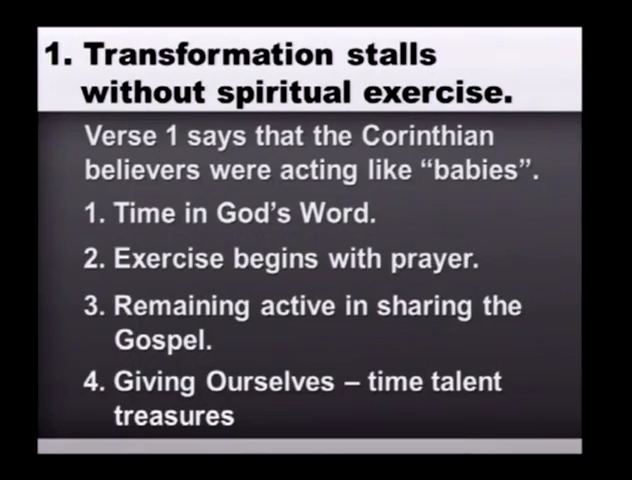 1. Transformation stalls
without spiritual exercise.
Verse 1 says that the Corinthian
believers were acting like “babies”.
1. Time in God’s Word.
2. Exercise begins with prayer.
3. Remaining active in sharing the
Gospel.
4. Giving Ourselves – time talent
treasures